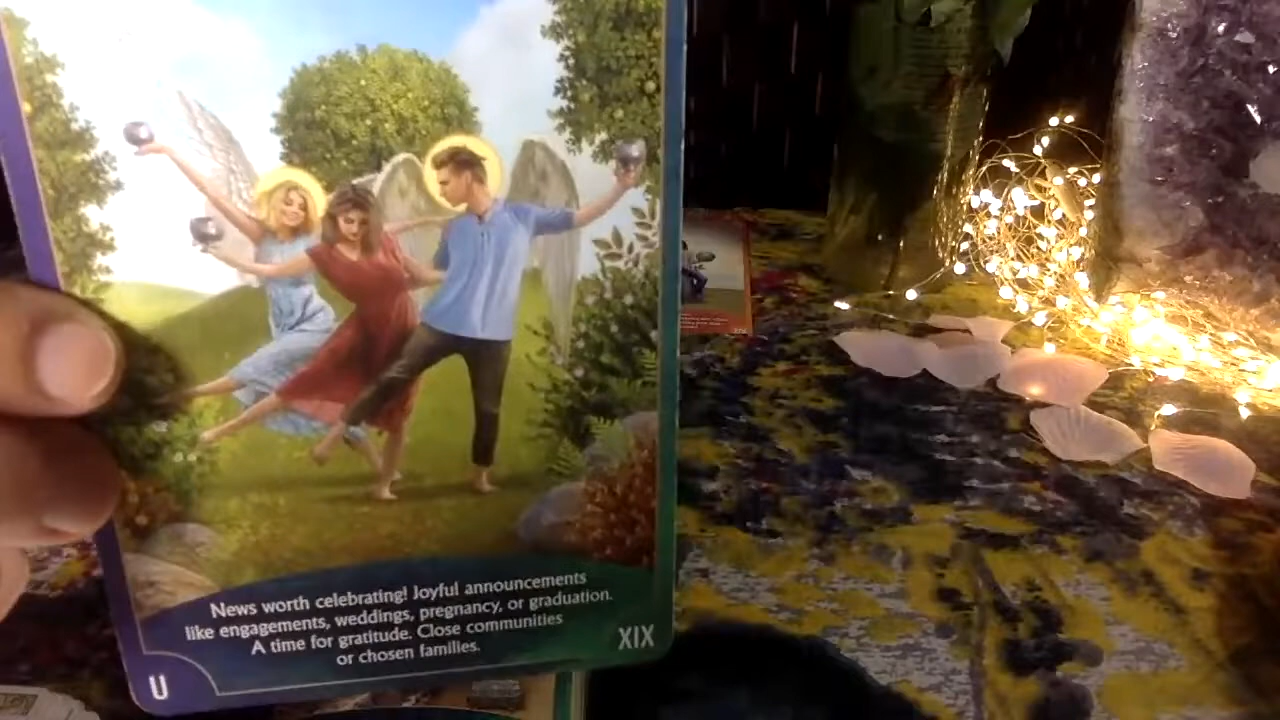 News worth celebrating! Joyful announcements
like engagements, weddings, pregnancy, or graduation.
A time for gratitude. Close communities
or chosen families.
U
XIX